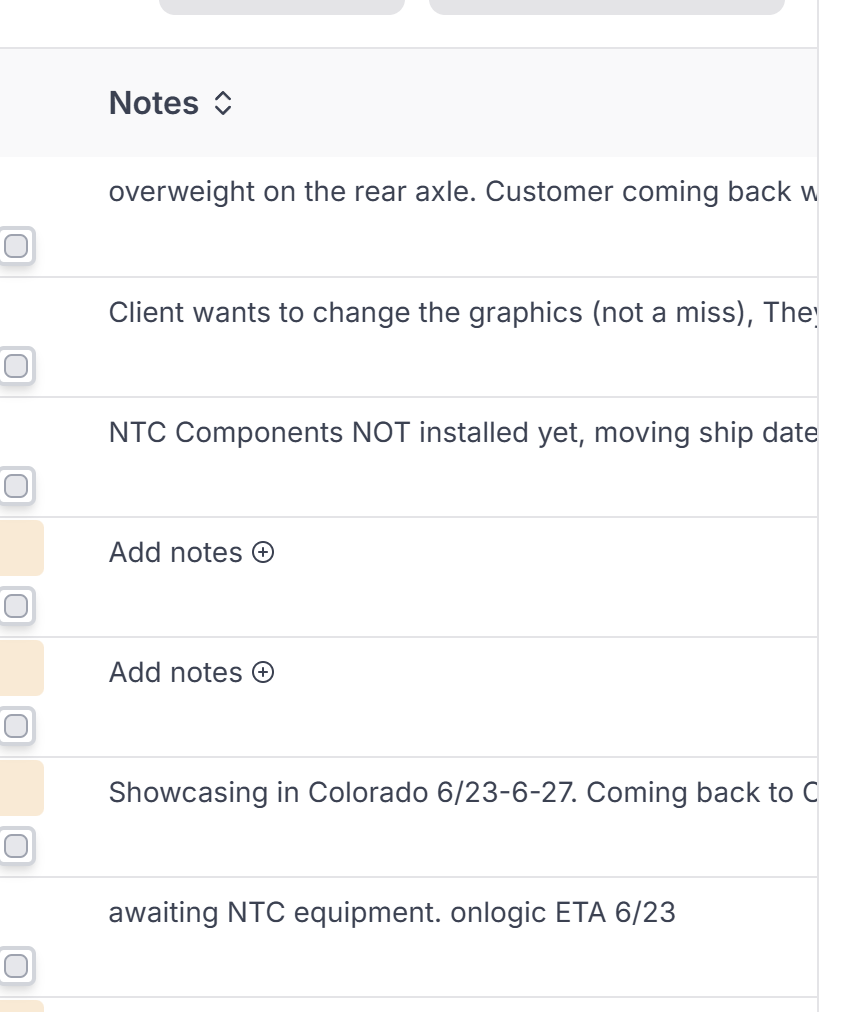 Notes
overweight on the rear axle. Customer coming back
Client wants to change the graphics (not a miss), They
NTC Components NOT installed yet, moving ship date
Add notes
Add notes
Showcasing in Colorado 6/23-6-27. Coming back to
awaiting NTC equipment. onlogic ETA 6/23